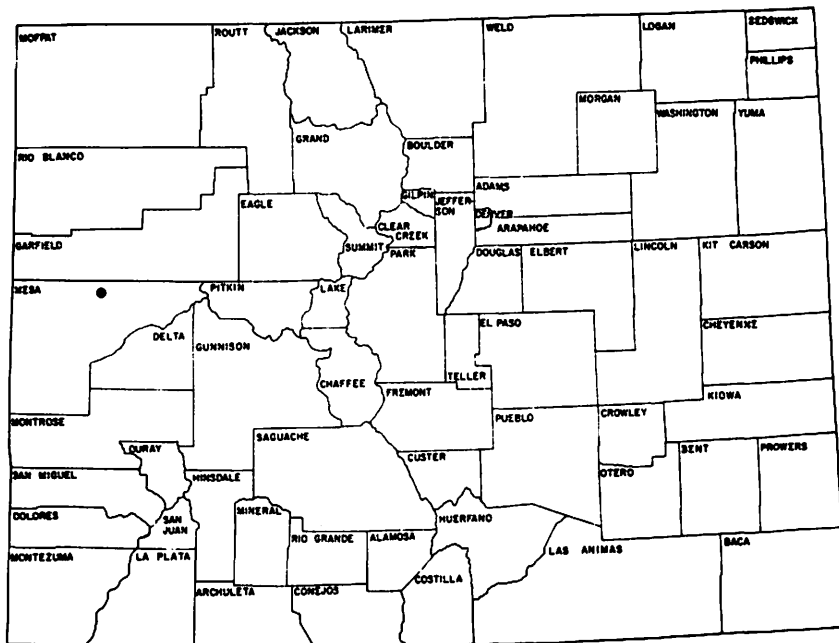 MOFFAT
ROUTT
JACKSON
LARIMER
WELD
LOGAN
SEDGWICK
PHILLIPS
MORGAN
WASHINGTON
YUMA
GRAND
BOULDER
RIO BLANCO
GILPIN
JEFFER-
SON
ADAMS
EAGLE
CLEAR
CREEK
DENVER
ARAPAHOE
GARFIELD
SUMMIT
PARK
DOUGLAS
ELBERT
LINCOLN
KIT CARSON
MESA
PITKIN
LAKE
EL PASO
CHEYENNE
DELTA
GUNNISON
TELLER
CHAFFEE
FREMONT
KIOWA
MONTROSE
PUEBLO
CROWLEY
SAGUACHE
OURAY
CUSTER
SAN MIGUEL
HINSDALE
OTERO
BENT
PROWERS
DOLORES
SAN
JUAN
MINERAL
RIO GRANDE
ALAMOSA
HUERFANO
MONTEZUMA
LA PLATA
LAS ANIMAS
BACA
ARCHULETA
CONEJOS
COSTILLA